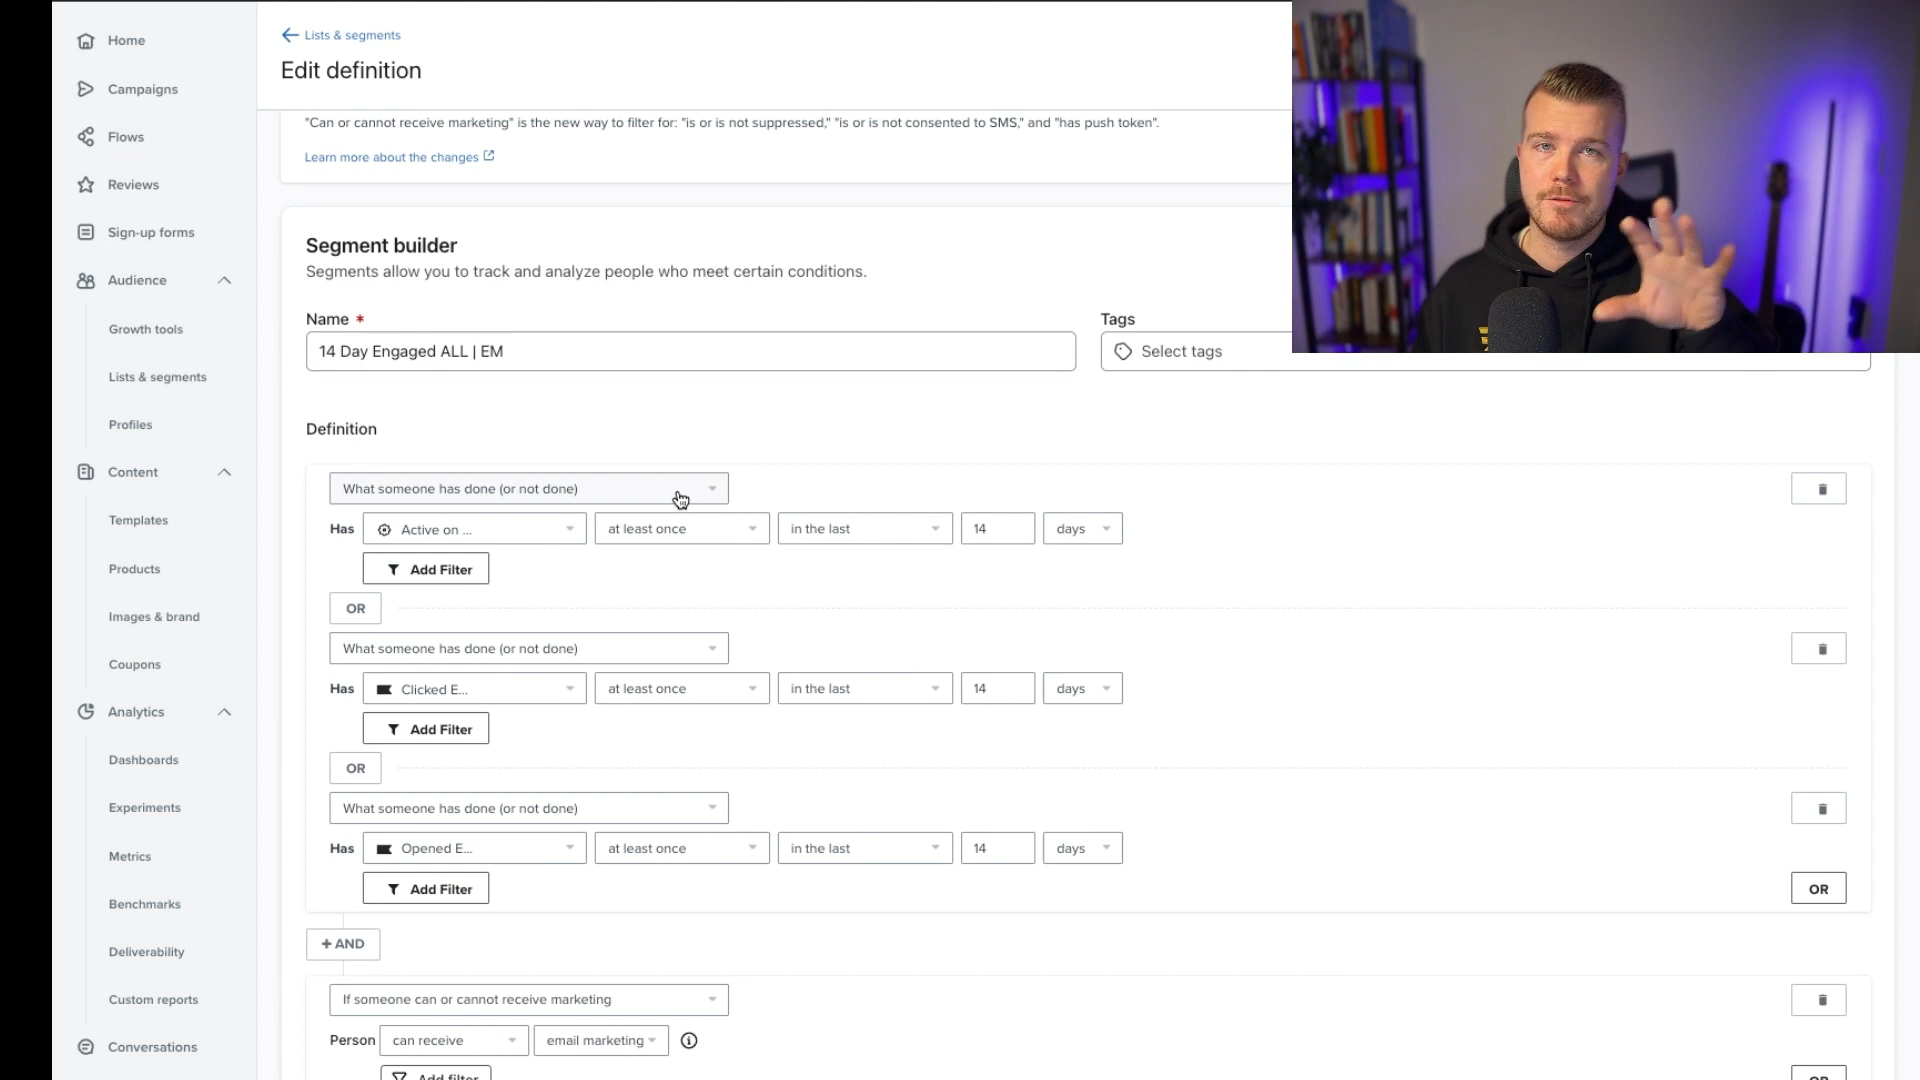 Home
Campaigns
Flows
Reviews
Sign-up forms
Audience
Growth tools
Lists & segments
Profiles
Content
Templates
Products
Images & brand
Coupons
Analytics
Dashboards
Experiments
Metrics
Benchmarks
Deliverability
Custom reports
Conversations
Lists & segments
Edit definition
"Can or cannot receive marketing" is the new way to filter for: "is or is not suppressed," "is or is not consented to SMS," and "has push token".
Learn more about the changes
Segment builder
Segments allow you to track and analyze people who meet certain conditions.
Name * Tags
14 Day Engaged ALL | EM Select tags
Definition
What someone has done (or not done)
Has Active on ... at least once in the last 14 days
Add Filter
OR
What someone has done (or not done)
Has Clicked E... at least once in the last 14 days
Add Filter
OR
What someone has done (or not done)
Has Opened E... at least once in the last 14 days
Add Filter OR
+ AND
If someone can or cannot receive marketing
Person can receive email marketing
Add filter OR